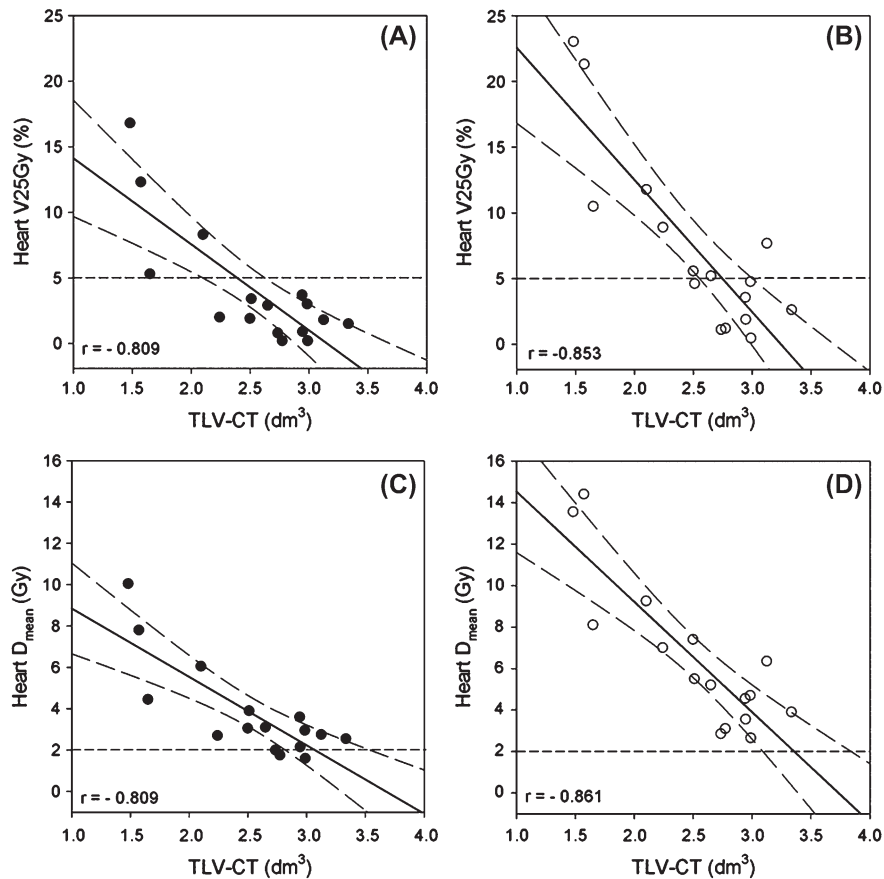 (A)
Heart V25Gy (%)
25
20
15
10
5
0
r = - 0.809
1.0 1.5 2.0 2.5 3.0 3.5 4.0
TLV-CT (dm³)
(B)
Heart V25Gy (%)
25
20
15
10
5
0
r = -0.853
1.0 1.5 2.0 2.5 3.0 3.5 4.0
TLV-CT (dm³)
(C)
Heart Dmean (Gy)
16
14
12
10
8
6
4
2
0
r = - 0.809
1.0 1.5 2.0 2.5 3.0 3.5 4.0
TLV-CT (dm³)
(D)
Heart Dmean (Gy)
16
14
12
10
8
6
4
2
0
r = - 0.861
1.0 1.5 2.0 2.5 3.0 3.5 4.0
TLV-CT (dm³)